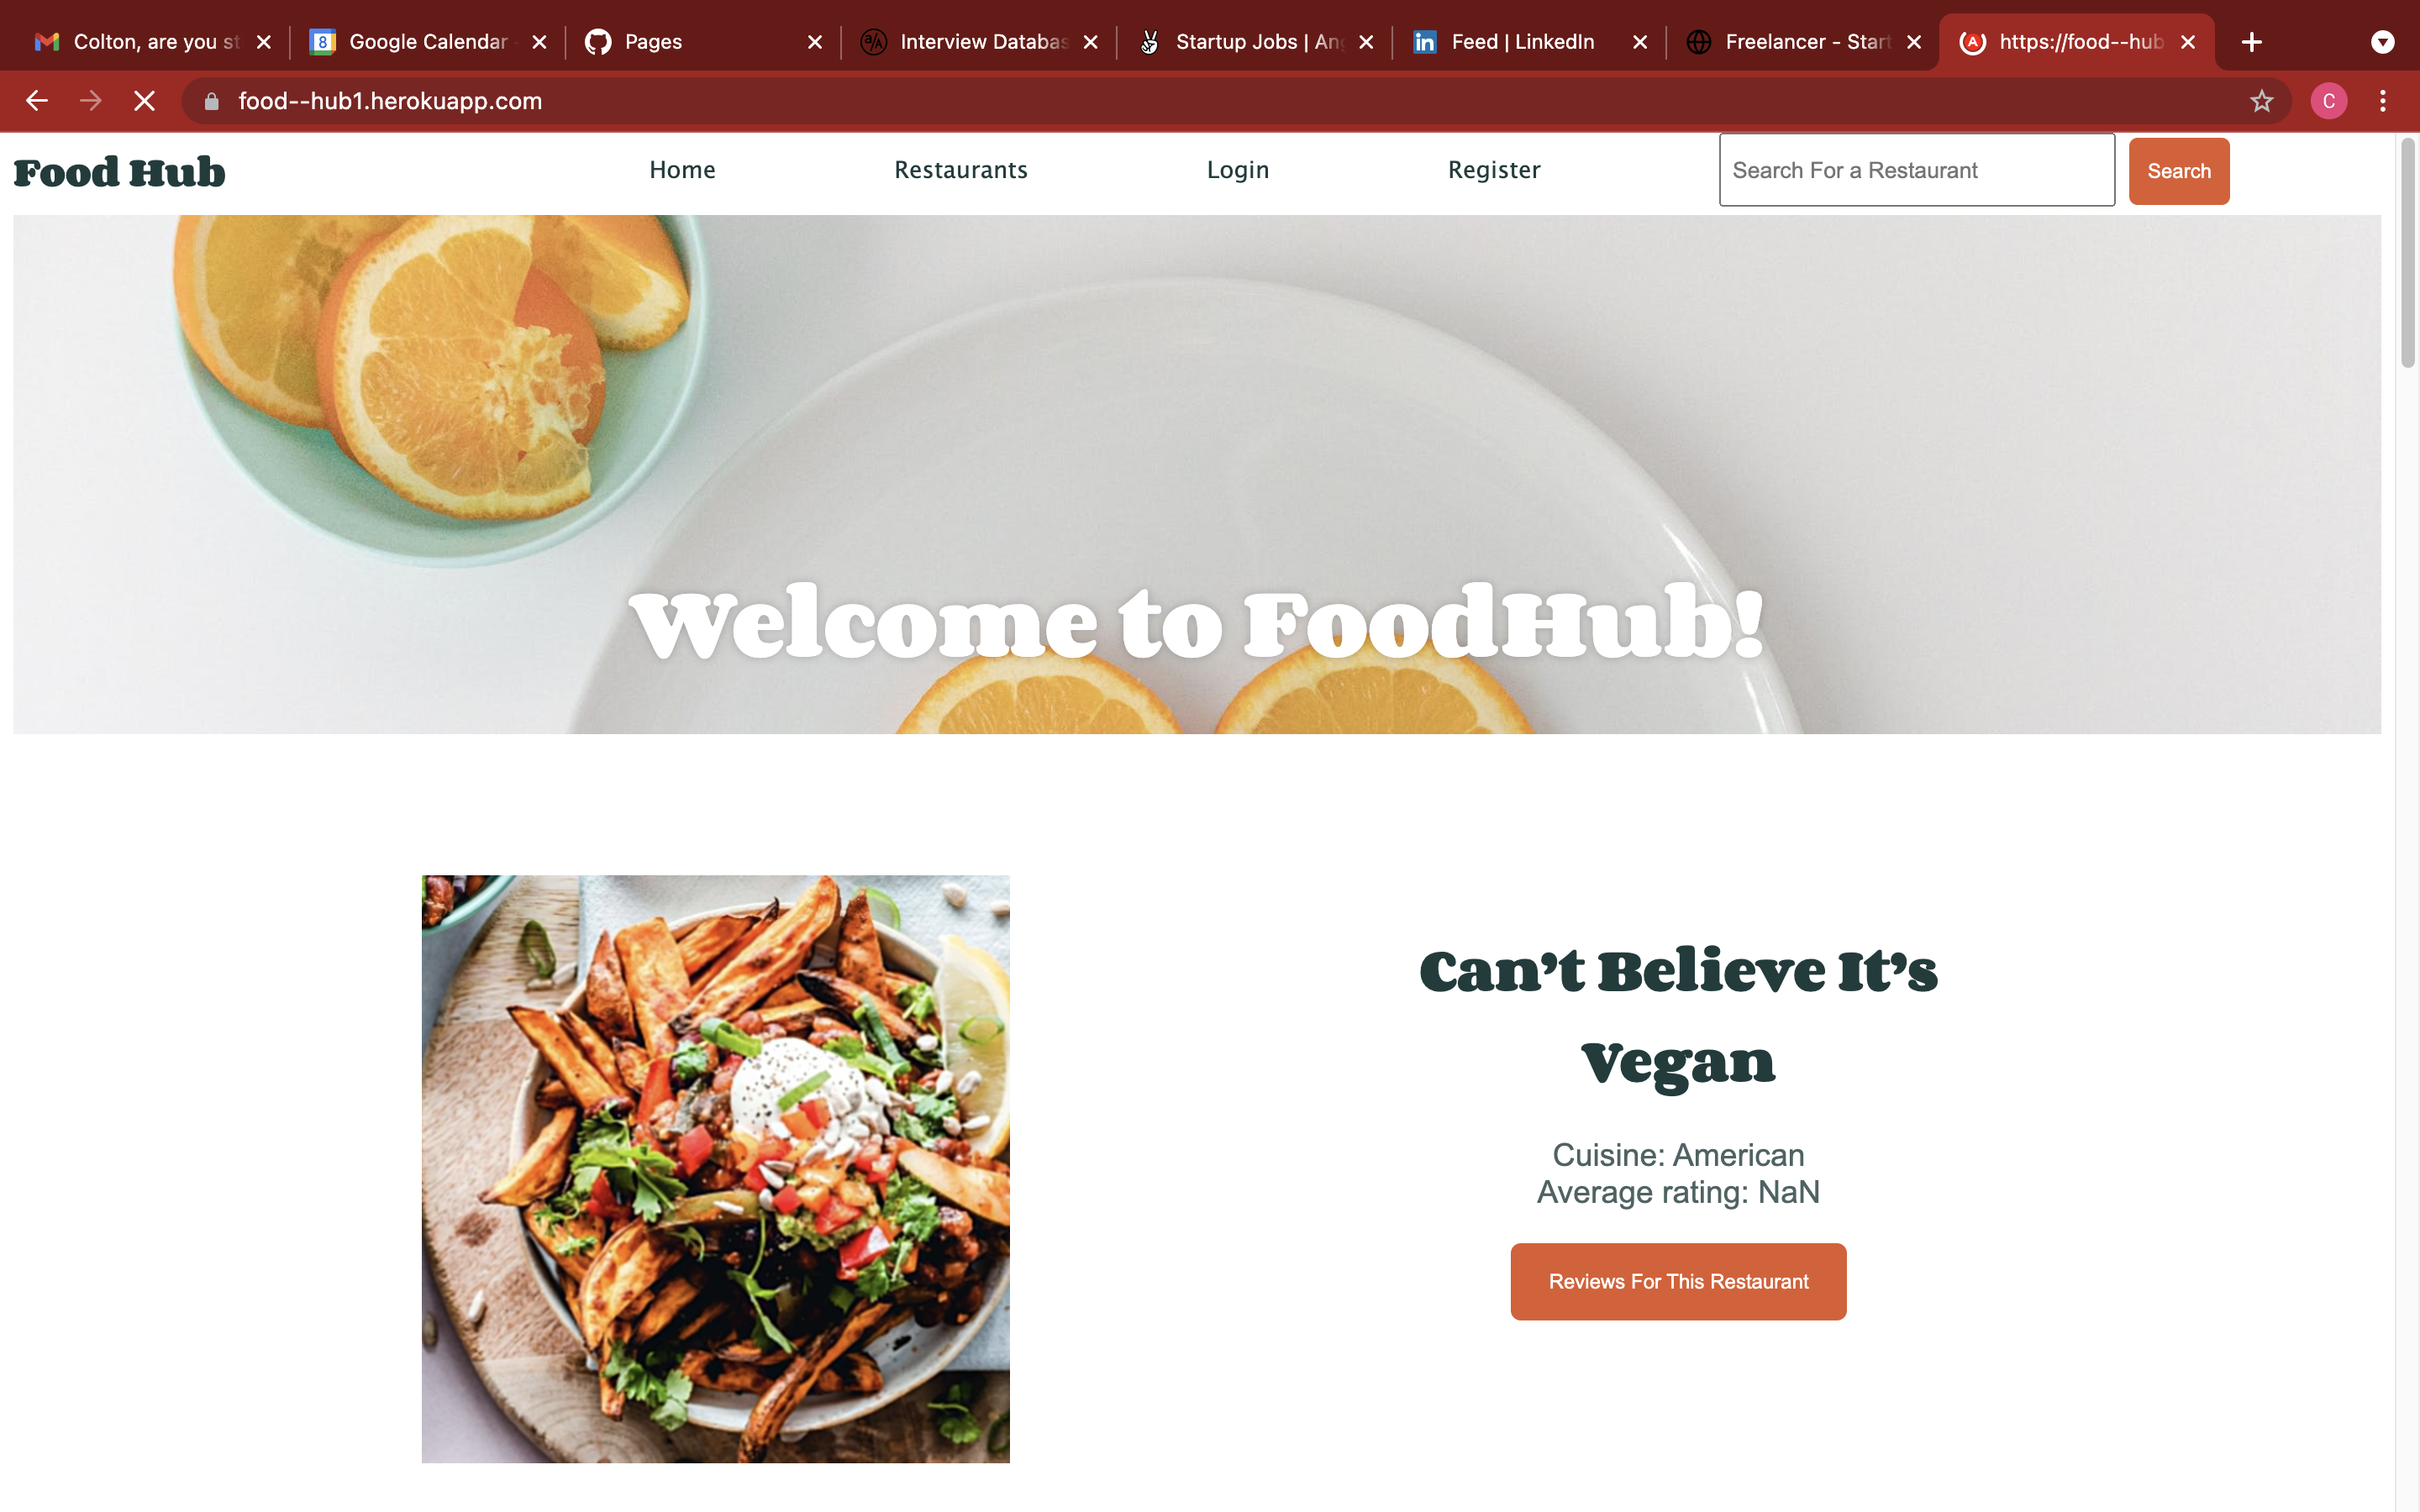 Colton, are you st
8 Google Calendar
Pages
a/A Interview Databas
Startup Jobs | An
in Feed | LinkedIn
Freelancer - Start
https://food--hub
food--hub1.herokuapp.com
C
Food Hub
Home
Restaurants
Login
Register
Search For a Restaurant
Search
Welcome to FoodHub!
Can’t Believe It’s
Vegan
Cuisine: American
Average rating: NaN
Reviews For This Restaurant